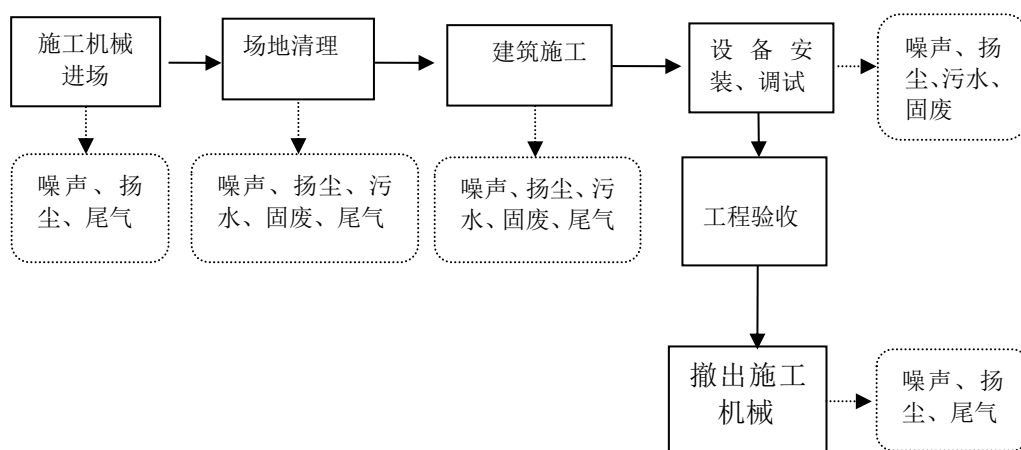 施工机械
进场
场地清理
建筑施工
设备安
装、调试
噪声、扬
尘、污水、
固废
噪声、扬
尘、尾气
噪声、扬尘、污
水、固废、尾气
噪声、扬尘、污
水、固废、尾气
工程验收
撤出施工
机械
噪声、扬
尘、尾气